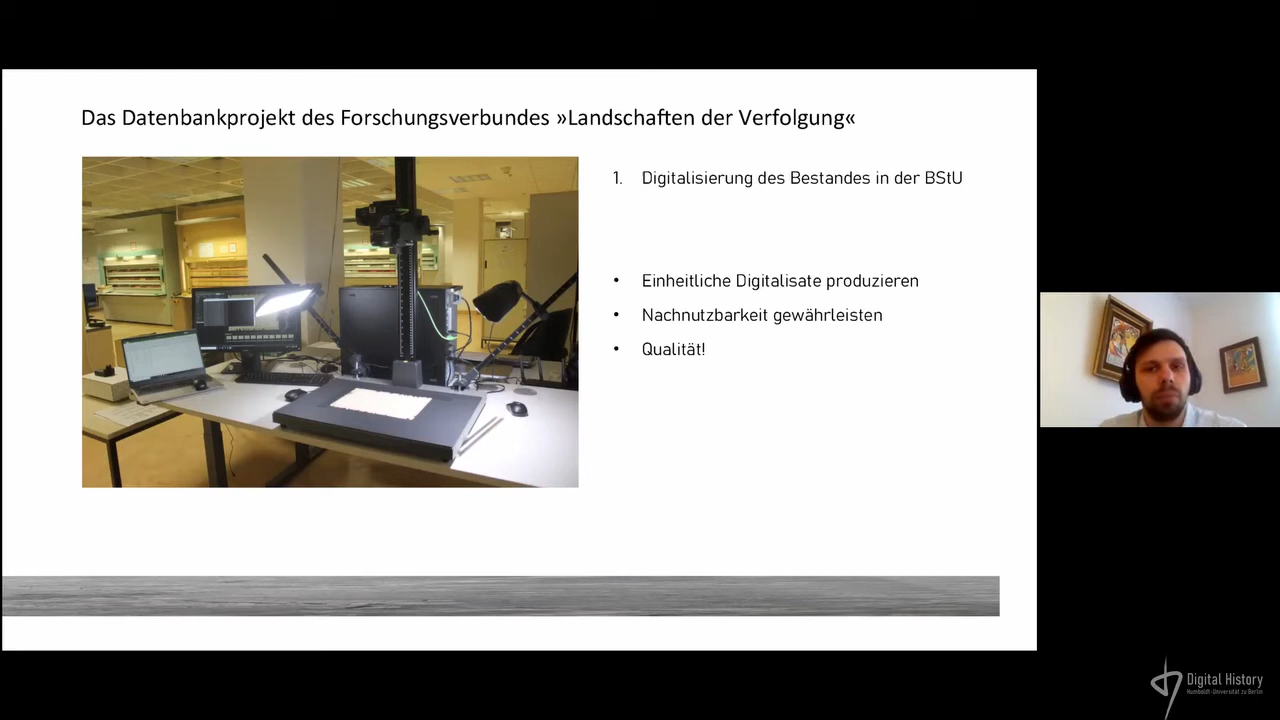 Das Datenbankprojekt des Forschungsverbundes »Landschaften der Verfolgung«
1. Digitalisierung des Bestandes in der BStU
• Einheitliche Digitalisate produzieren
• Nachnutzbarkeit gewährleisten
• Qualität!
Digital History
Humboldt-Universität zu Berlin